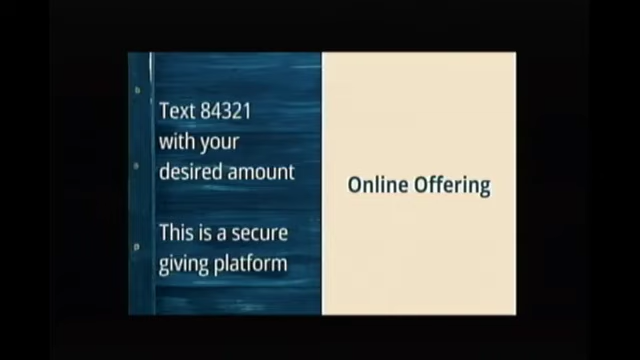 Text 84321
with your
desired amount
This is a secure
giving platform
Online Offering